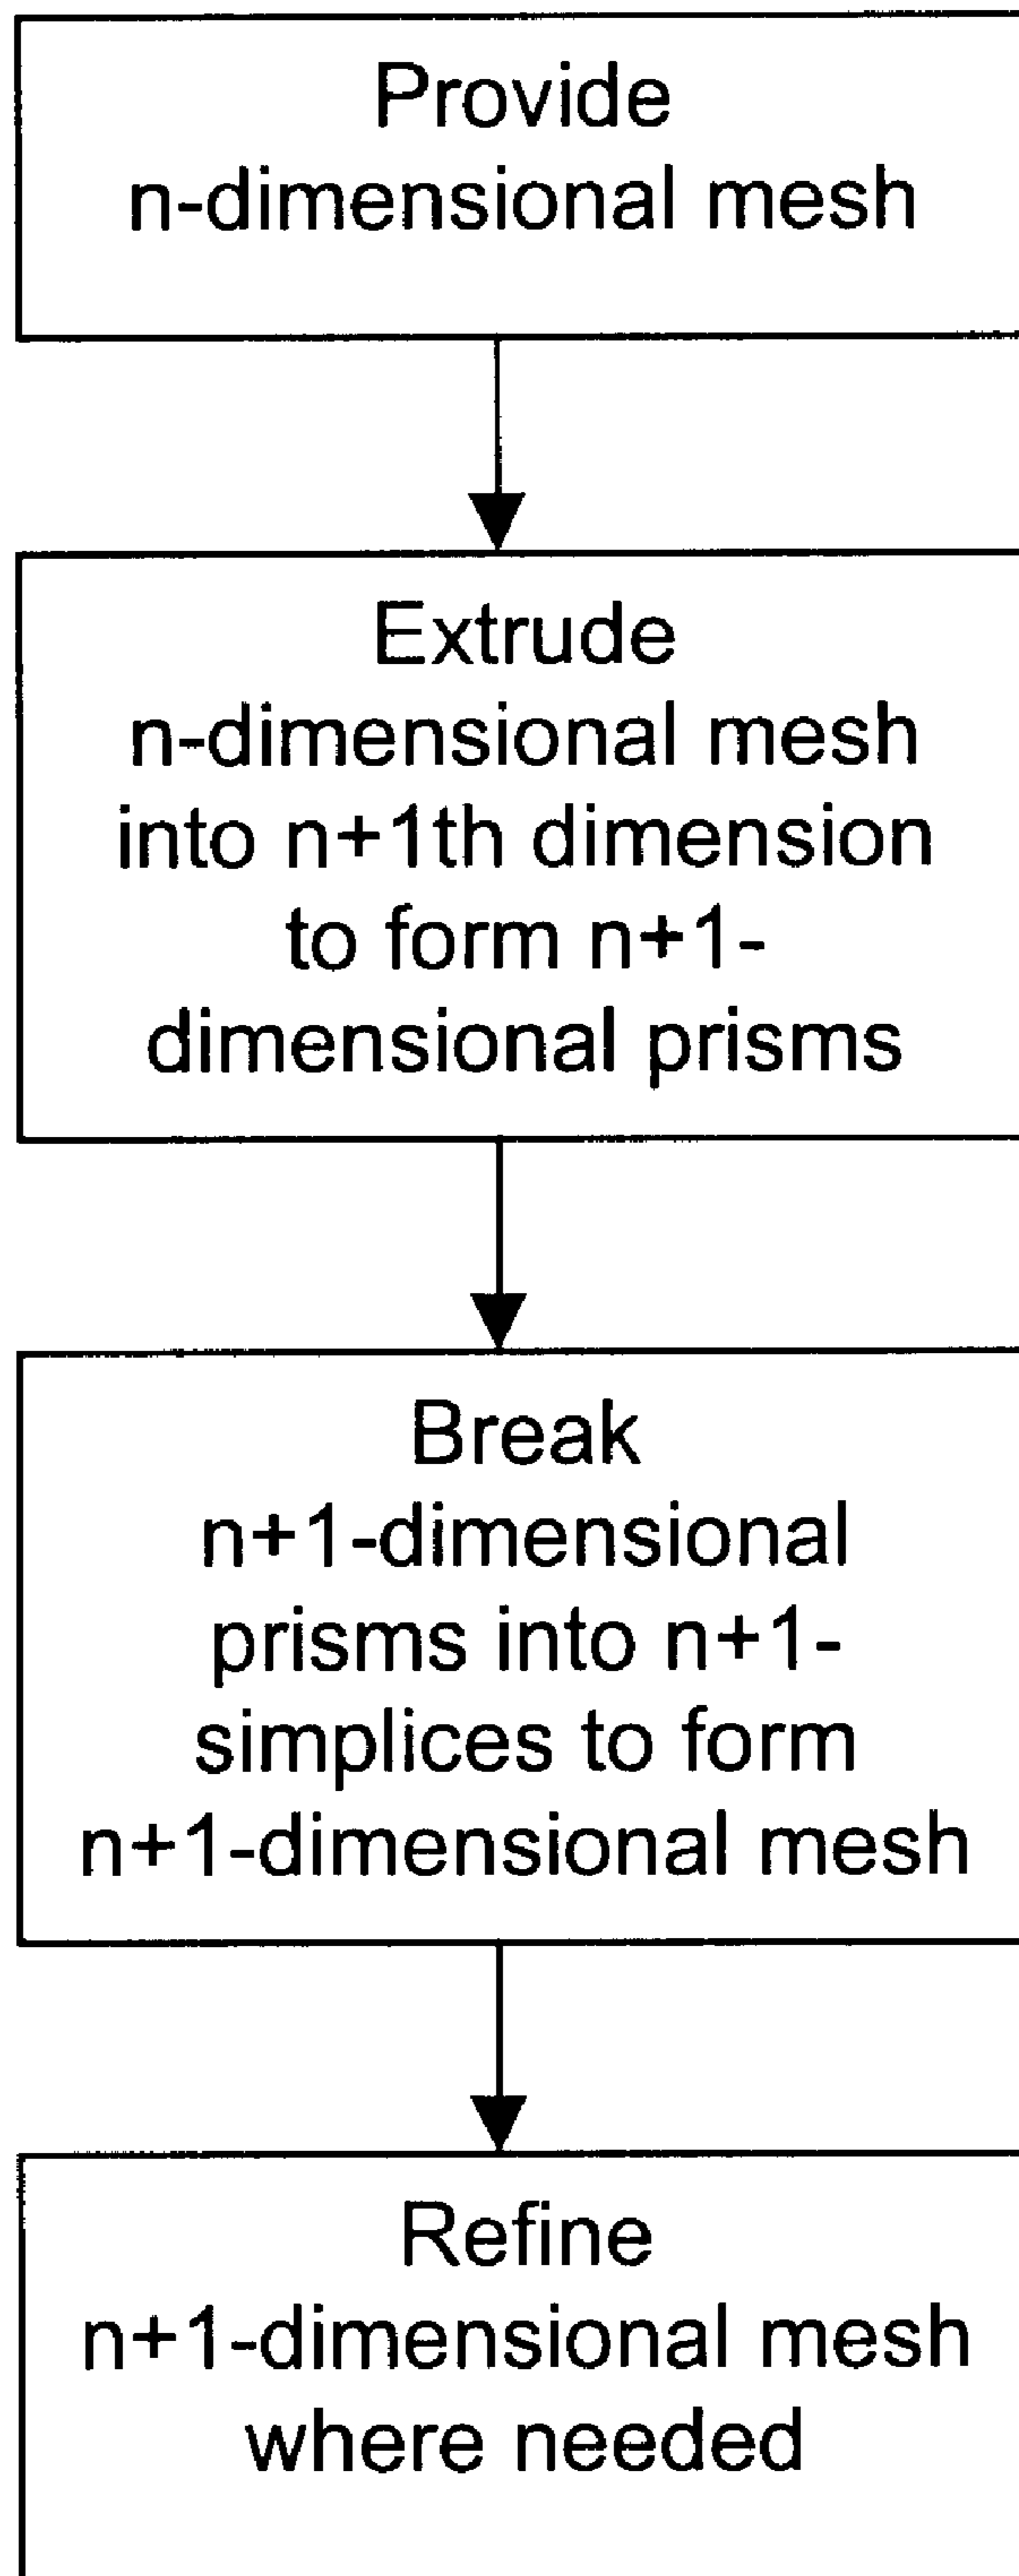 Provide
n-dimensional mesh
Extrude
n-dimensional mesh
into n+1th dimension
to form n+1-
dimensional prisms
Break
n+1-dimensional
prisms into n+1-
simplices to form
n+1-dimensional mesh
Refine
n+1-dimensional mesh
where needed